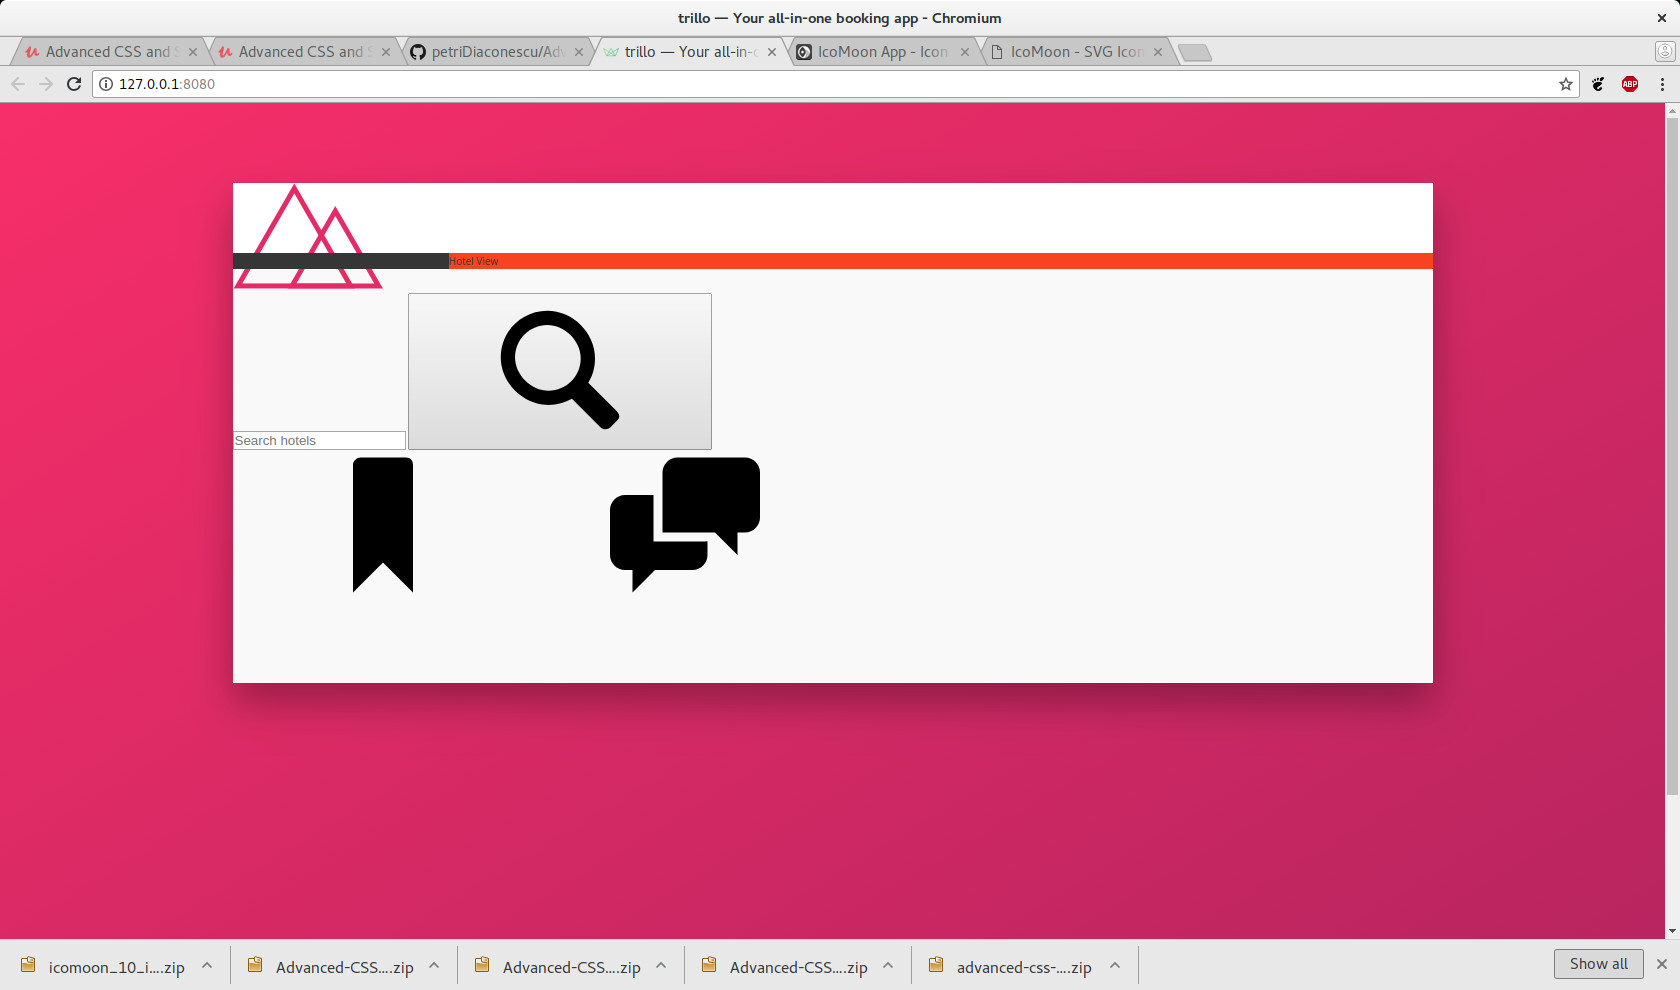 trillo — Your all-in-one booking app - Chromium
Advanced CSS and S
Advanced CSS and S
petriDiaconescu/Adv
trillo — Your all-in-o
IcoMoon App - Icon
IcoMoon - SVG Icon
127.0.0.1:8080
ABP
Hotel View
Search hotels
icomoon_10_i....zip
Advanced-CSS....zip
Advanced-CSS....zip
Advanced-CSS....zip
advanced-css-....zip
Show all